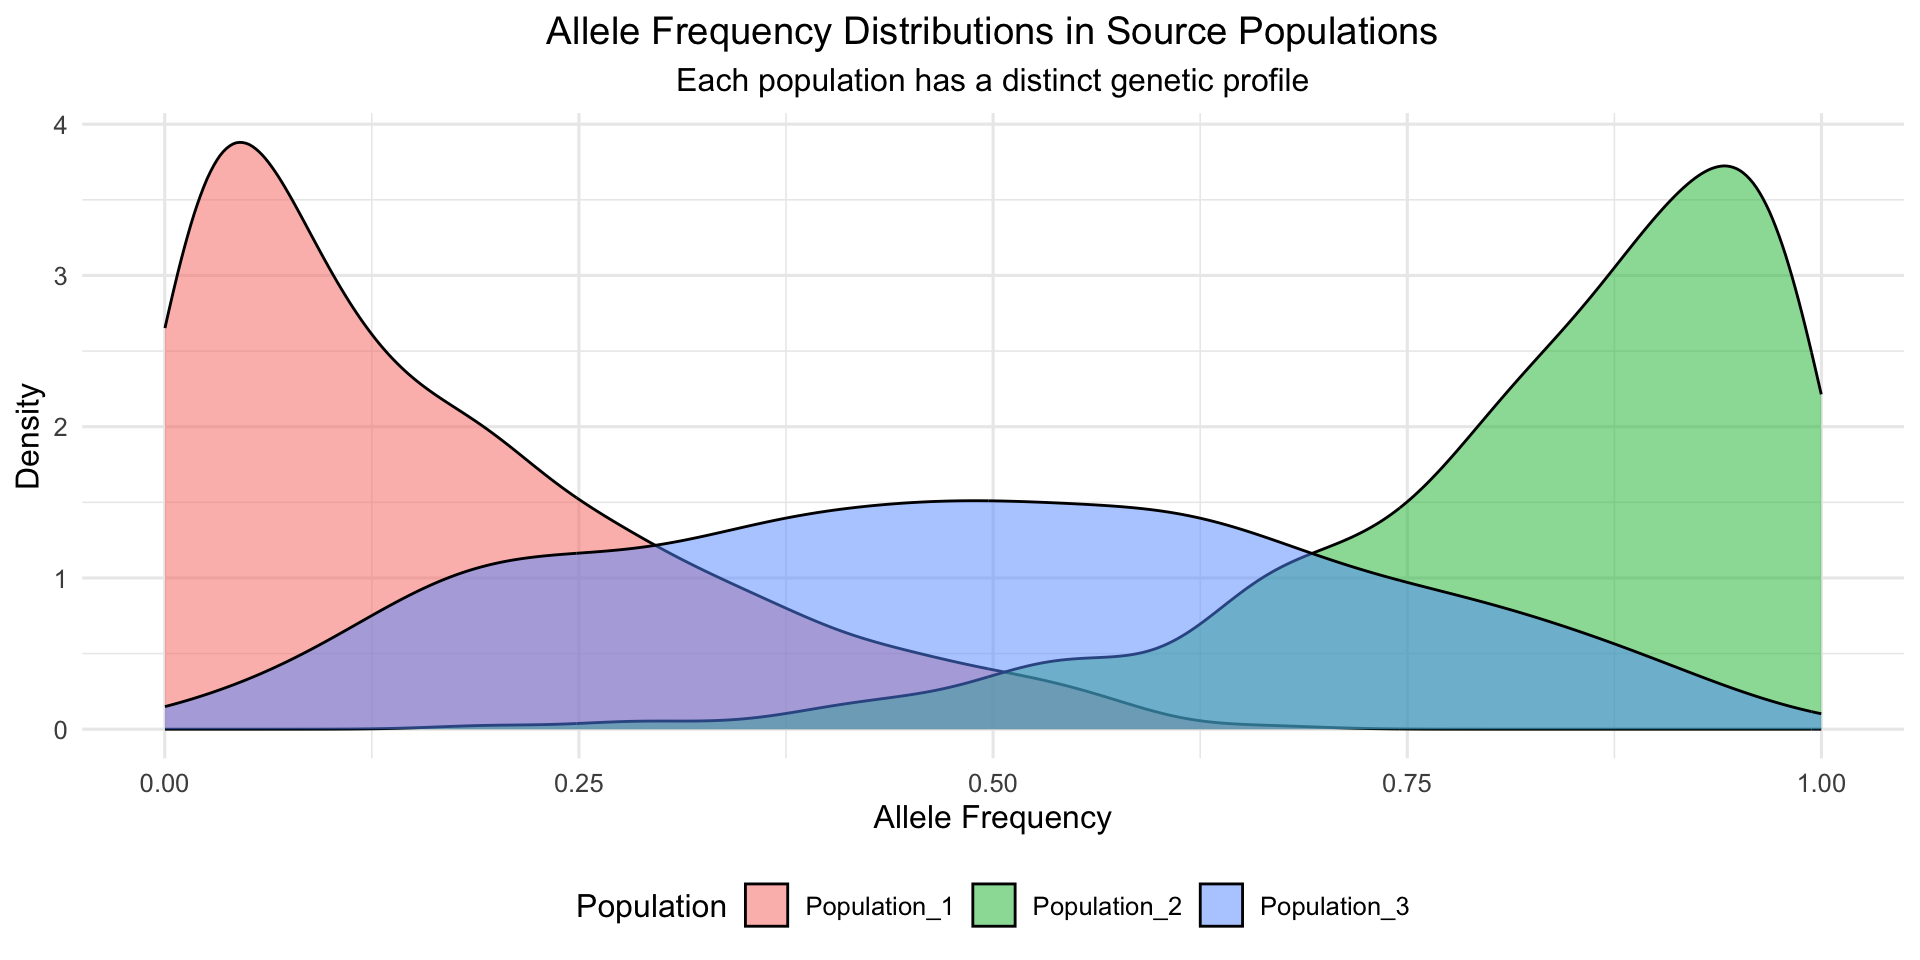 Allele Frequency Distributions in Source Populations
Each population has a distinct genetic profile
Density
4
3
2
1
0
0.00 0.25 0.50 0.75 1.00
Allele Frequency
Population Population_1 Population_2 Population_3